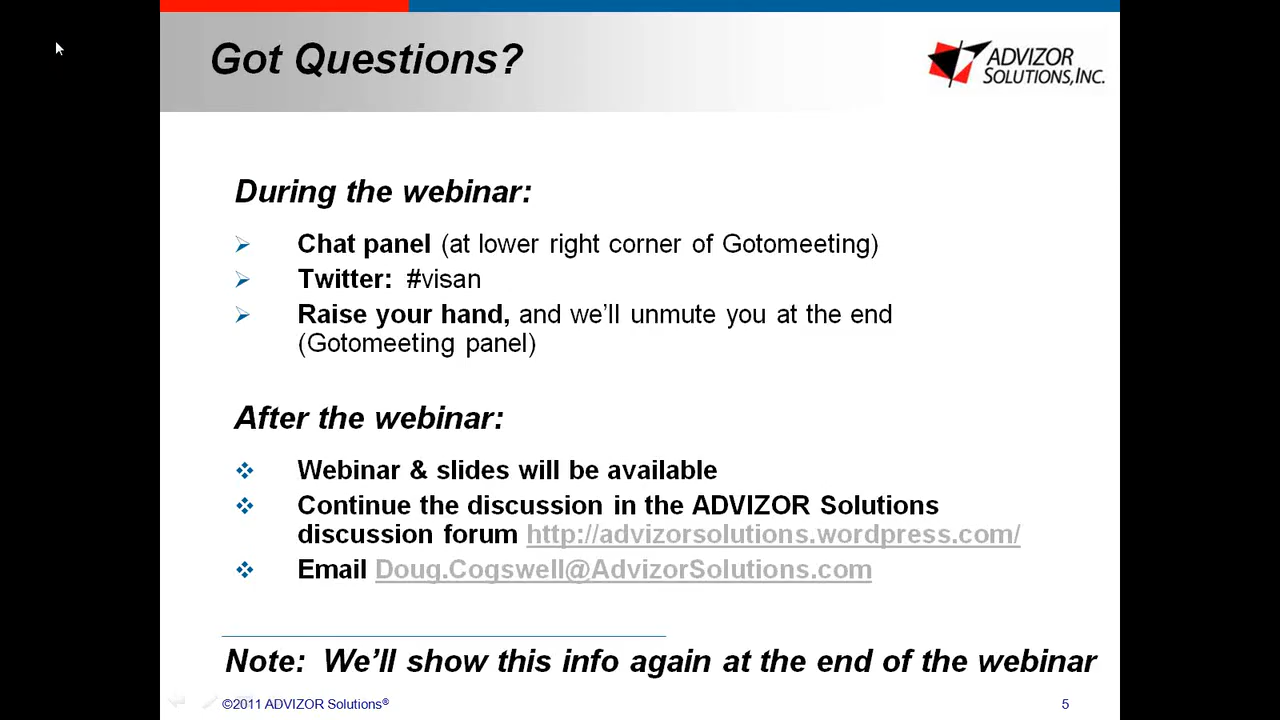 Got Questions?
ADVIZOR
SOLUTIONS, INC.
During the webinar:
Chat panel (at lower right corner of Gotomeeting)
Twitter: #visan
Raise your hand, and we'll unmute you at the end
(Gotomeeting panel)
After the webinar:
Webinar & slides will be available
Continue the discussion in the ADVIZOR Solutions
discussion forum http://advizorsolutions.wordpress.com/
Email Doug.Cogswell@AdvizorSolutions.com
Note: We'll show this info again at the end of the webinar
©2011 ADVIZOR Solutions®
5